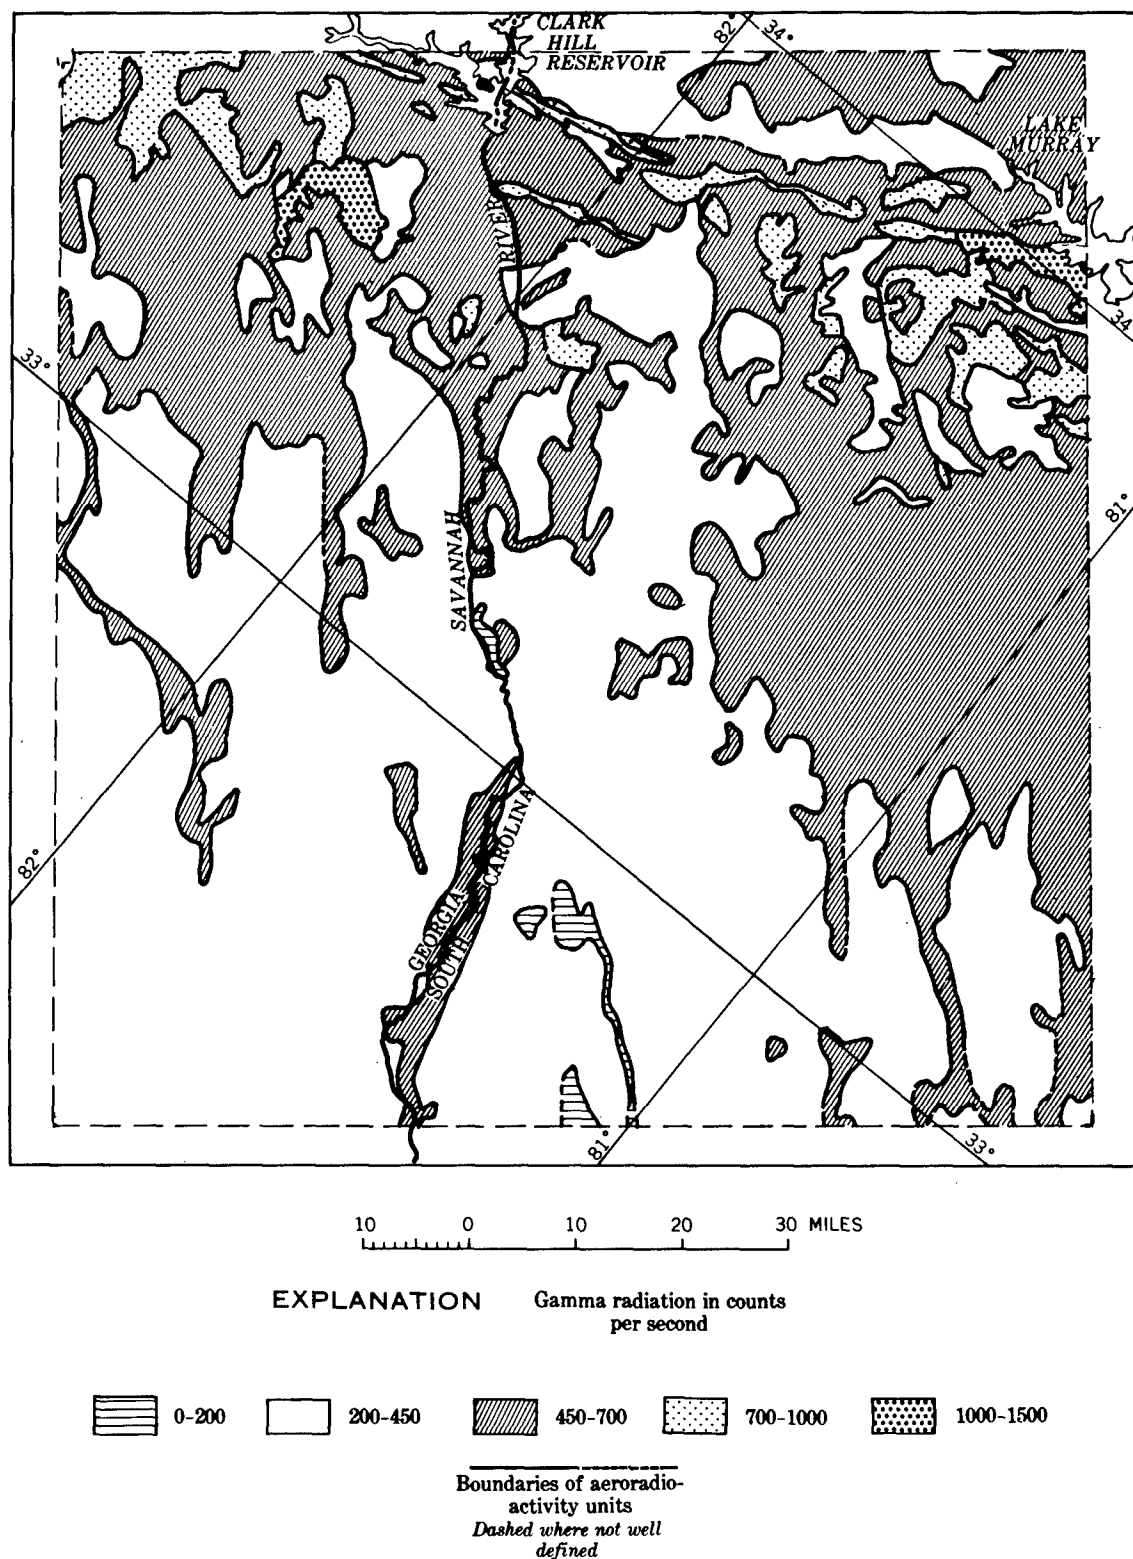 CLARK
HILL
RESERVOIR
82°
34°
LAKE
MURRAY
RIVER
34
33°
81°
SAVANNAH
82°
GEORGIA
SOUTH CAROLINA
81°
33°
10 0 10 20 30 MILES
EXPLANATION
Gamma radiation in counts
per second
0-200 200-450 450-700 700-1000 1000-1500
Boundaries of aeroradio-
activity units
Dashed where not well
defined